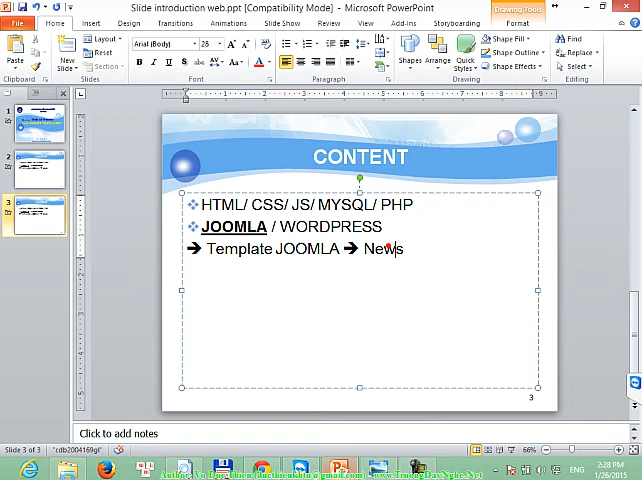 Slide introduction web.ppt [Compatibility Mode] - Microsoft PowerPoint
Drawing Tools
File Home Insert Design Transitions Animations Slide Show Review View Add-Ins Storyboarding Format
Paste New Slide Layout Reset Section Arial (Body) 28 Shapes Arrange Quick Styles Shape Fill Shape Outline Shape Effects Find Replace Select
Clipboard Slides Font Paragraph Drawing Editing
1
2
3
CONTENT
HTML/ CSS/ JS/ MYSQL/ PHP
JOOMLA / WORDPRESS
➔ Template JOOMLA ➔ News
3
Click to add notes
Slide 3 of 3 "cdb2004169gl" 66%
ENG 2:28 PM
1/26/2015